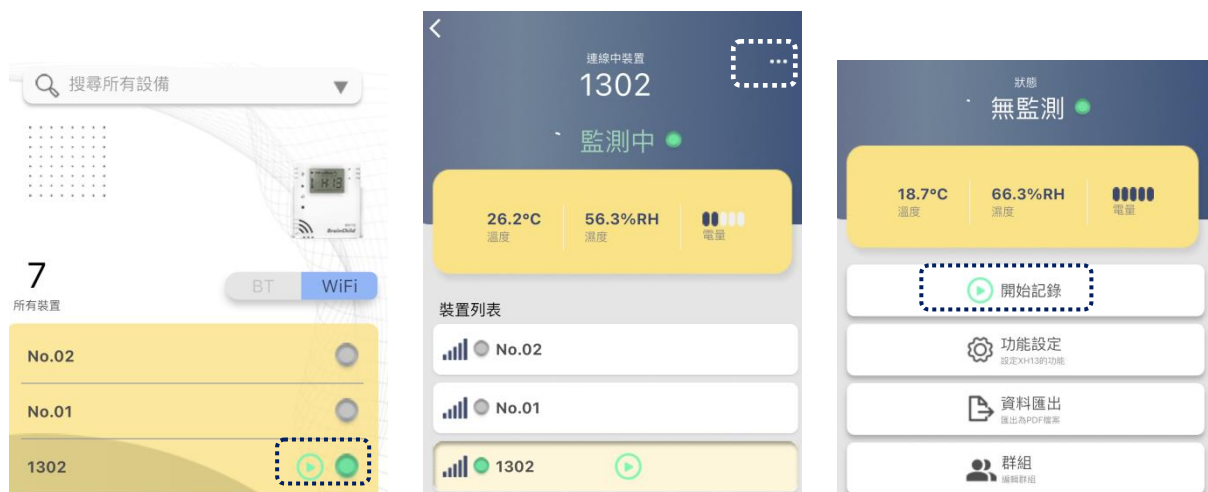 搜尋所有設備
BrainChild
7
所有裝置
BT WiFi
No.02
No.01
1302
連線中裝置
1302
監測中
26.2°C 56.3%RH
溫度 濕度 電量
裝置列表
No.02
No.01
1302
狀態
無監測
18.7°C 66.3%RH
溫度 濕度 電量
開始記錄
功能設定
設定XH13的功能
資料匯出
匯出為PDF檔案
群組
編輯群組